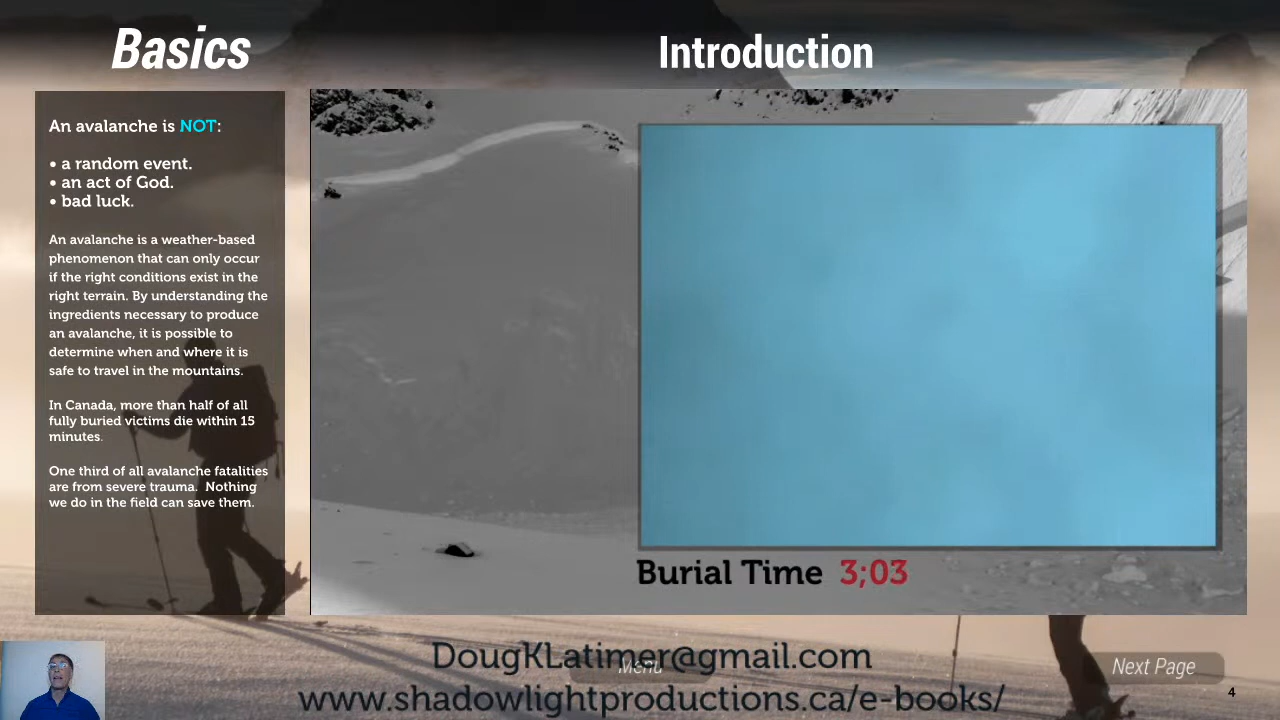 Basics
Introduction
An avalanche is NOT:
• a random event.
• an act of God.
• bad luck.
An avalanche is a weather-based
phenomenon that can only occur
if the right conditions exist in the
right terrain. By understanding the
ingredients necessary to produce
an avalanche, it is possible to
determine when and where it is
safe to travel in the mountains.
In Canada, more than half of all
fully buried victims die within 15
minutes.
One third of all avalanche fatalities
are from severe trauma. Nothing
we do in the field can save them.
Burial Time 3;03
DougKLatimer@gmail.com
Menu
Next Page
www.shadowlightproductions.ca/e-books/
4